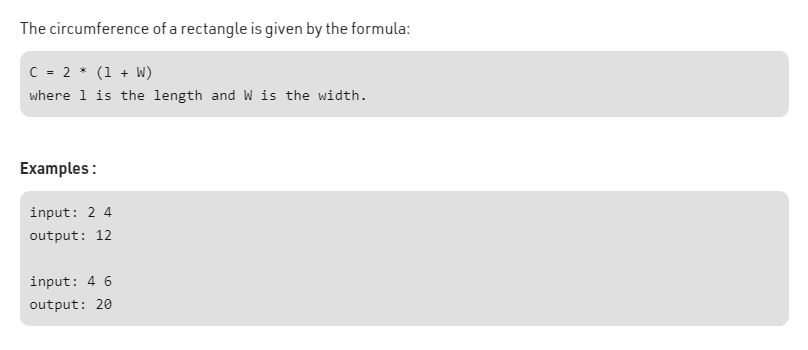 The circumference of a rectangle is given by the formula:
C = 2 * (l + W)
where l is the length and W is the width.
Examples :
input: 2 4
output: 12
input: 4 6
output: 20